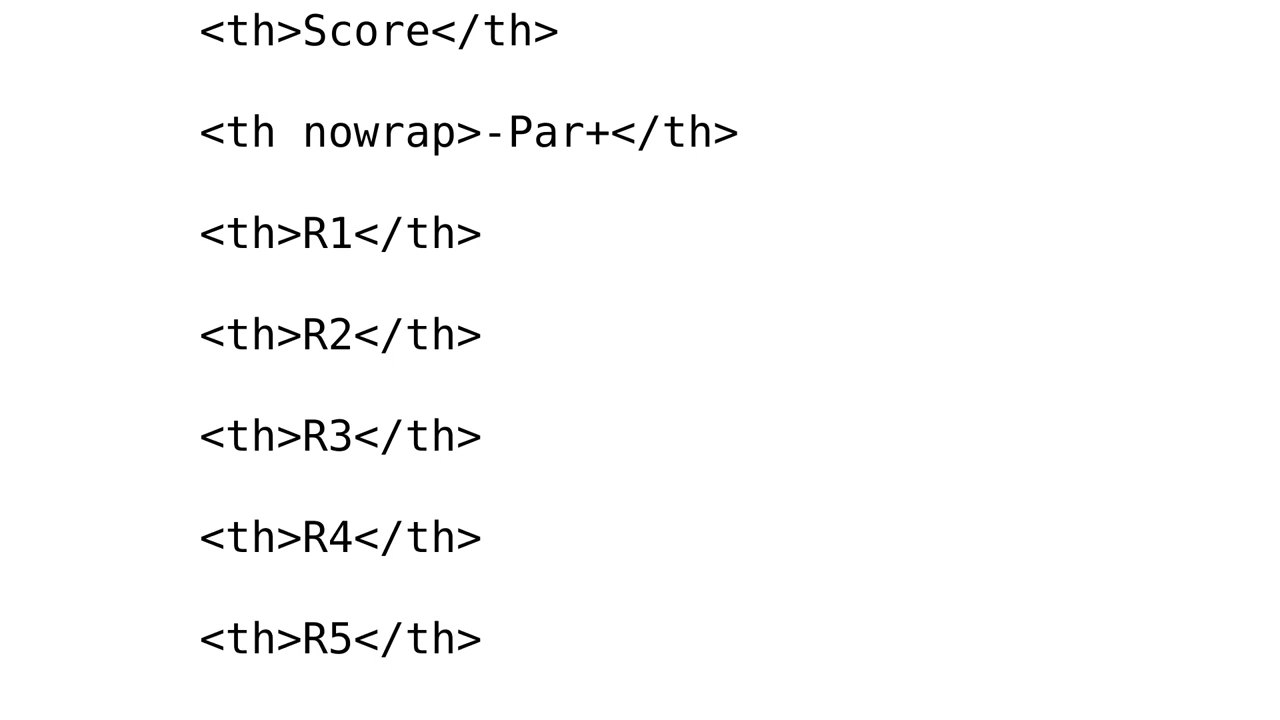 <th>Score</th>
<th nowrap>-Par+</th>
<th>R1</th>
<th>R2</th>
<th>R3</th>
<th>R4</th>
<th>R5</th>